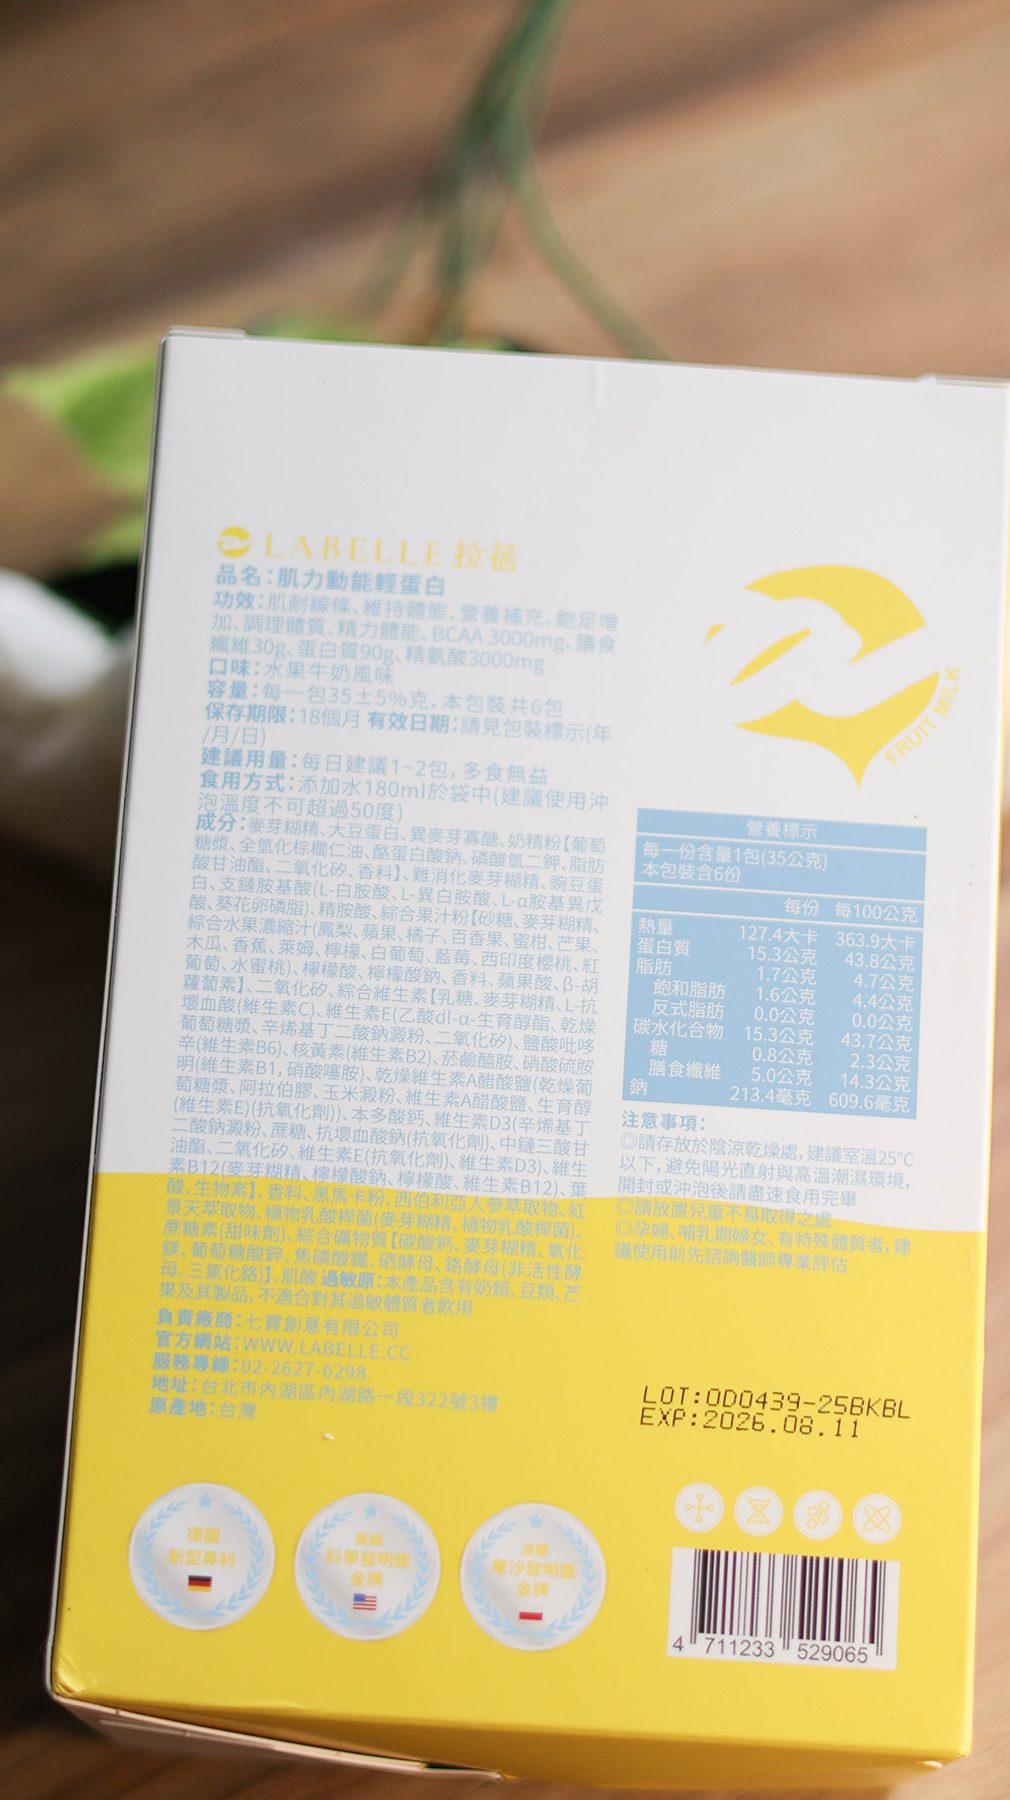 LABELLE 拉蓓
品名：肌力動能輕蛋白
功效：肌耐線條、維持體態、營養補充、飽足增
加、調理體質、精力體能、BCAA 3000mg、膳食
纖維30g、蛋白質90g、精氨酸3000mg
口味：水果牛奶風味
容量：每一包35±5%克，本包裝共6包
保存期限：18個月 有效日期：請見包裝標示(年
/月/日)
建議用量：每日建議1~2包，多食無益
食用方式：添加水180ml於袋中(建議使用沖
泡溫度不可超過50度)
成分：麥芽糊精、大豆蛋白、異麥芽寡醣、奶精粉【葡萄
糖漿、全氫化棕櫚仁油、酪蛋白酸鈉、磷酸氫二鉀、脂肪
酸甘油酯、二氧化矽、香料】、難消化麥芽糊精、豌豆蛋
白、支鏈胺基酸(L-白胺酸、L-異白胺酸、L-α胺基異戊
酸、葵花卵磷脂)、精胺酸、綜合果汁粉【砂糖、麥芽糊精、
綜合水果濃縮汁(鳳梨、蘋果、橘子、百香果、蜜柑、芒果、
木瓜、香蕉、萊姆、檸檬、白葡萄、藍莓、西印度櫻桃、紅
葡萄、水蜜桃)、檸檬酸、檸檬酸鈉、香料、蘋果酸、β-胡
蘿蔔素】、二氧化矽、綜合維生素【乳糖、麥芽糊精、L-抗
壞血酸(維生素C)、維生素E(乙酸dl-α-生育醇酯、乾燥
葡萄糖漿、辛烯基丁二酸鈉澱粉、二氧化矽)、鹽酸吡哆
辛(維生素B6)、核黃素(維生素B2)、菸鹼醯胺、硝酸硫胺
明(維生素B1，硝酸噻胺)、乾燥維生素A醋酸鹽(乾燥葡
萄糖漿、阿拉伯膠、玉米澱粉、維生素A醋酸鹽、生育醇
(維生素E)(抗氧化劑))、本多酸鈣、維生素D3(辛烯基丁
二酸鈉澱粉、蔗糖、抗壞血酸鈉(抗氧化劑)、中鏈三酸甘
油酯、二氧化矽、維生素E(抗氧化劑)、維生素D3)、維生
素B12(麥芽糊精、檸檬酸鈉、檸檬酸、維生素B12)、葉
酸、生物素】、香料、黑馬卡粉、西伯利亞人參萃取物、紅
景天萃取物、植物乳酸桿菌(麥芽糊精、植物乳酸桿菌)、
蔗糖素(甜味劑)、綜合礦物質【碳酸鈣、麥芽糊精、氧化
鎂、葡萄糖酸鋅、焦磷酸鐵、硒酵母、鉻酵母(非活性酵
母、三氯化鉻)】、肌酸 過敏原：本產品含有奶類、豆類、芒
果及其製品，不適合對其過敏體質者飲用
負責廠商：七寶創意有限公司
官方網站：WWW.LABELLE.CC
服務專線：02-2627-6298
地址：台北市內湖區內湖路一段322號3樓
原產地：台灣
FRUIT MILK
營養標示
每一份含量1包(35公克)
本包裝含6份
每份 每100公克
熱量 127.4大卡 363.9大卡
蛋白質 15.3公克 43.8公克
脂肪 1.7公克 4.7公克
飽和脂肪 1.6公克 4.4公克
反式脂肪 0.0公克 0.0公克
碳水化合物 15.3公克 43.7公克
糖 0.8公克 2.3公克
膳食纖維 5.0公克 14.3公克
鈉 213.4毫克 609.6毫克
注意事項：
◎請存放於陰涼乾燥處，建議室溫25°C
以下，避免陽光直射與高溫潮濕環境，
開封或沖泡後請盡速食用完畢
◎請放置兒童不易取得之處
◎孕婦、哺乳期婦女、有特殊體質者，建
議使用前先諮詢醫師專業評估
LOT:0D0439-25BKBL
EXP:2026.08.11
德國
新型專利
美國
科學發明獎
金牌
波蘭
華沙發明獎
金牌
4 711233 529065